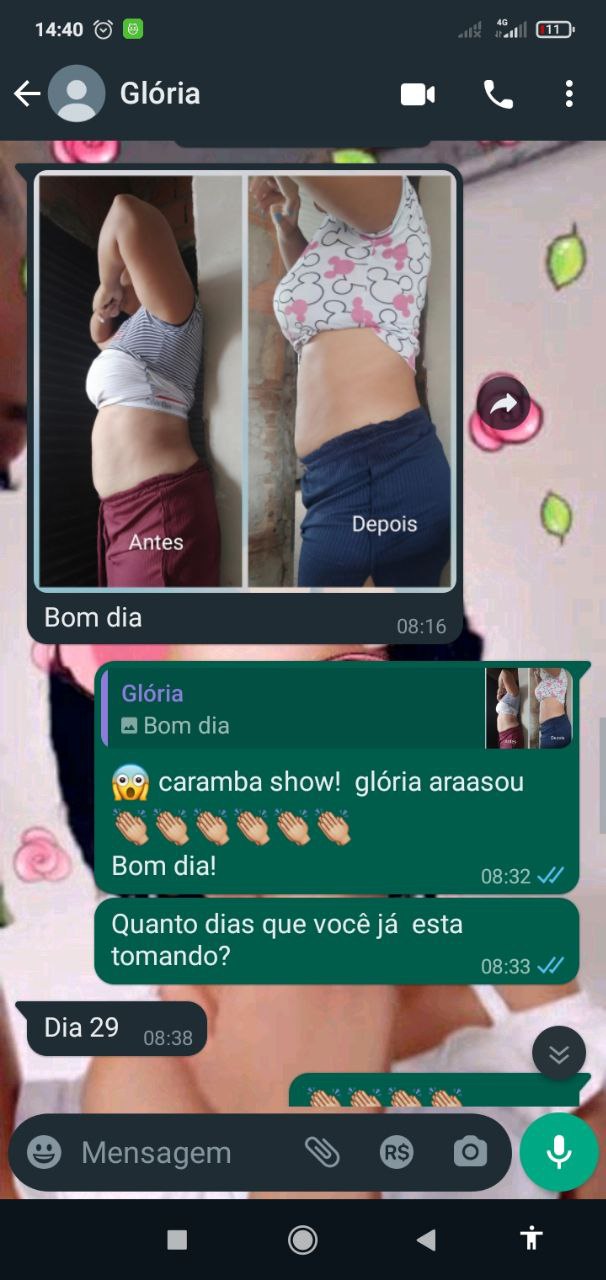 14:40
4G
11
Glória
Antes
Depois
Bom dia
08:16
Glória
Bom dia
Antes
Depois
😱 caramba show!  glória araasou
👏🏼👏🏼👏🏼👏🏼👏🏼👏🏼
Bom dia!
08:32
Quanto dias que você já  esta
tomando?
08:33
Dia 29
08:38
👏🏼👏🏼👏🏼👏🏼
Mensagem
R$